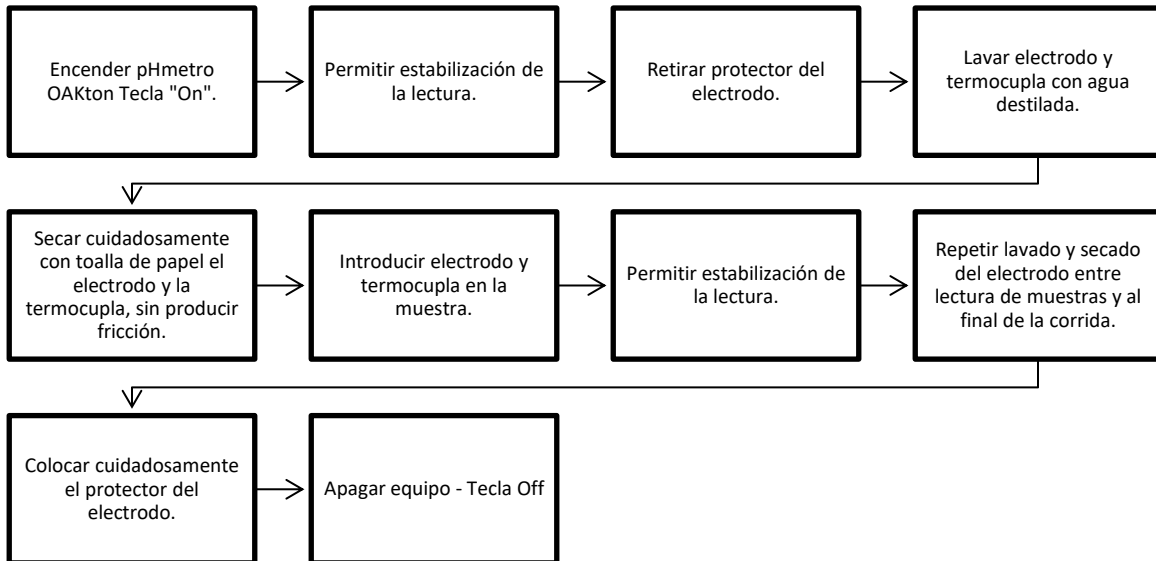 Encender pHmetro
OAKton Tecla "On".
Permitir estabilización de
la lectura.
Retirar protector del
electrodo.
Lavar electrodo y
termocupla con agua
destilada.
Secar cuidadosamente
con toalla de papel el
electrodo y la
termocupla, sin producir
fricción.
Introducir electrodo y
termocupla en la
muestra.
Permitir estabilización de
la lectura.
Repetir lavado y secado
del electrodo entre
lectura de muestras y al
final de la corrida.
Colocar cuidadosamente
el protector del
electrodo.
Apagar equipo - Tecla Off